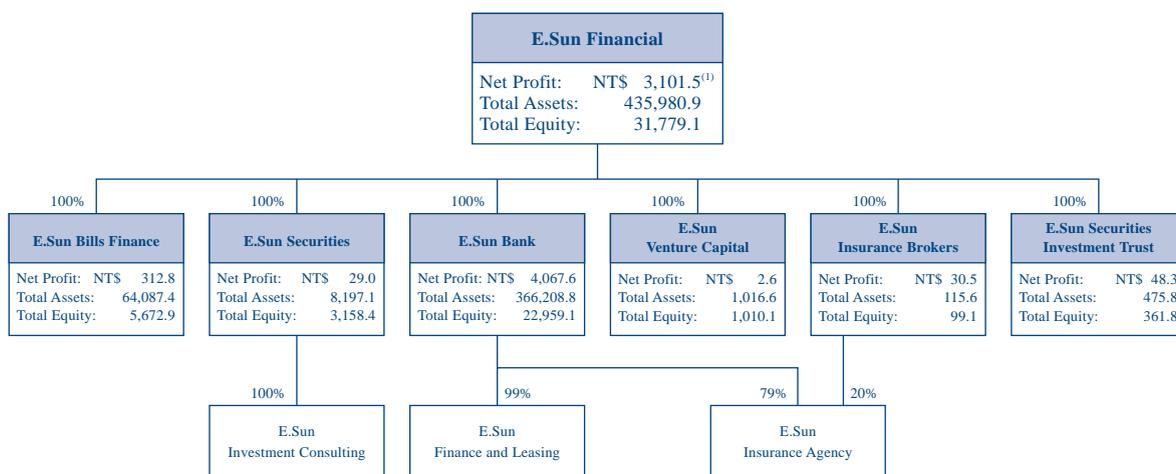 E.Sun Financial
Net Profit: NT$ 3,101.5(1)
Total Assets: 435,980.9
Total Equity: 31,779.1
100%
100%
100%
100%
100%
100%
E.Sun Bills Finance
Net Profit: NT$ 312.8
Total Assets: 64,087.4
Total Equity: 5,672.9
E.Sun Securities
Net Profit: NT$ 29.0
Total Assets: 8,197.1
Total Equity: 3,158.4
E.Sun Bank
Net Profit: NT$ 4,067.6
Total Assets: 366,208.8
Total Equity: 22,959.1
E.Sun
Venture Capital
Net Profit: NT$ 2.6
Total Assets: 1,016.6
Total Equity: 1,010.1
E.Sun
Insurance Brokers
Net Profit: NT$ 30.5
Total Assets: 115.6
Total Equity: 99.1
E.Sun Securities
Investment Trust
Net Profit: NT$ 48.3
Total Assets: 475.8
Total Equity: 361.8
100%
99%
79%
20%
E.Sun
Investment Consulting
E.Sun
Finance and Leasing
E.Sun
Insurance Agency